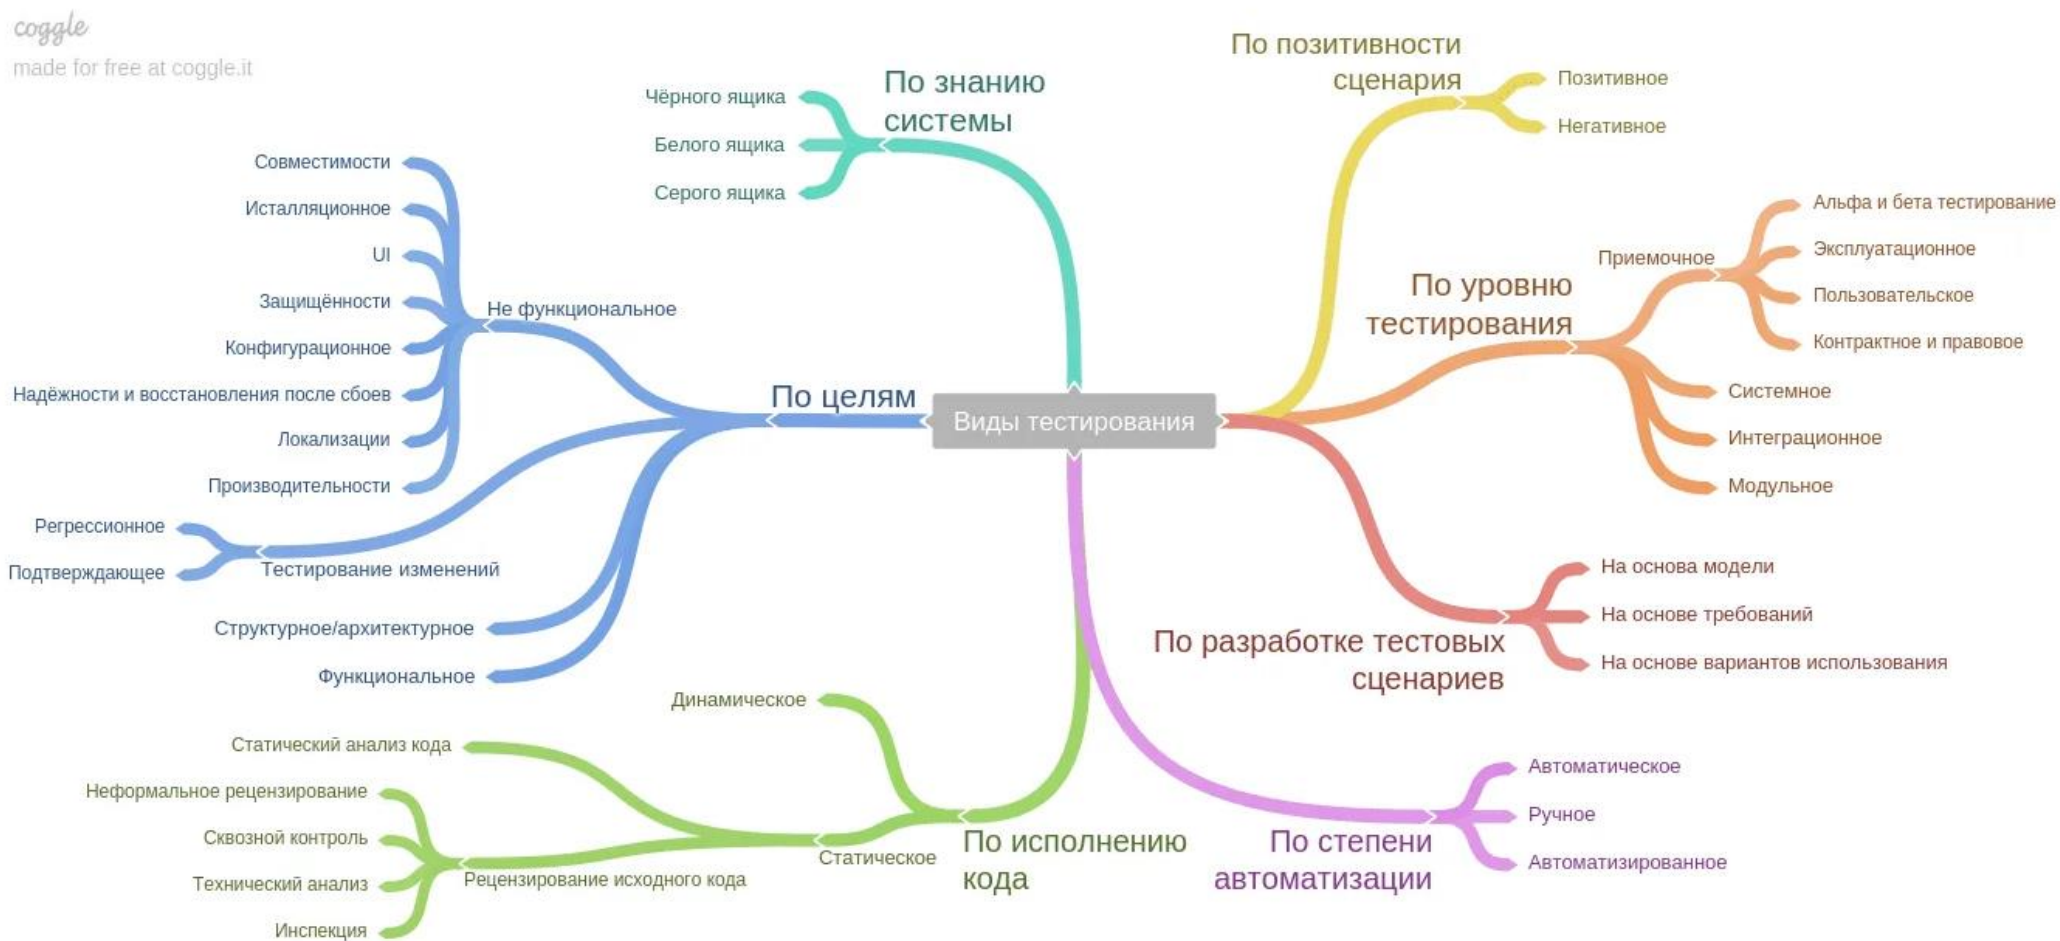 coggle
made for free at coggle.it
По знанию
системы
Чёрного ящика
Белого ящика
Серого ящика
По позитивности
сценария
Позитивное
Негативное
По уровню
тестирования
Приемочное
Альфа и бета тестирование
Эксплуатационное
Пользовательское
Контрактное и правовое
Системное
Интеграционное
Модульное
Виды тестирования
По целям
Не функциональное
Совместимости
Исталляционное
UI
Защищённости
Конфигурационное
Надёжности и восстановления после сбоев
Локализации
Производительности
Регрессионное
Подтверждающее
Тестирование изменений
Структурное/архитектурное
Функциональное
По разработке тестовых
сценариев
На основа модели
На основе требований
На основе вариантов использования
По исполнению
кода
Динамическое
Статическое
Статический анализ кода
Рецензирование исходного кода
Неформальное рецензирование
Сквозной контроль
Технический анализ
Инспекция
По степени
автоматизации
Автоматическое
Ручное
Автоматизированное